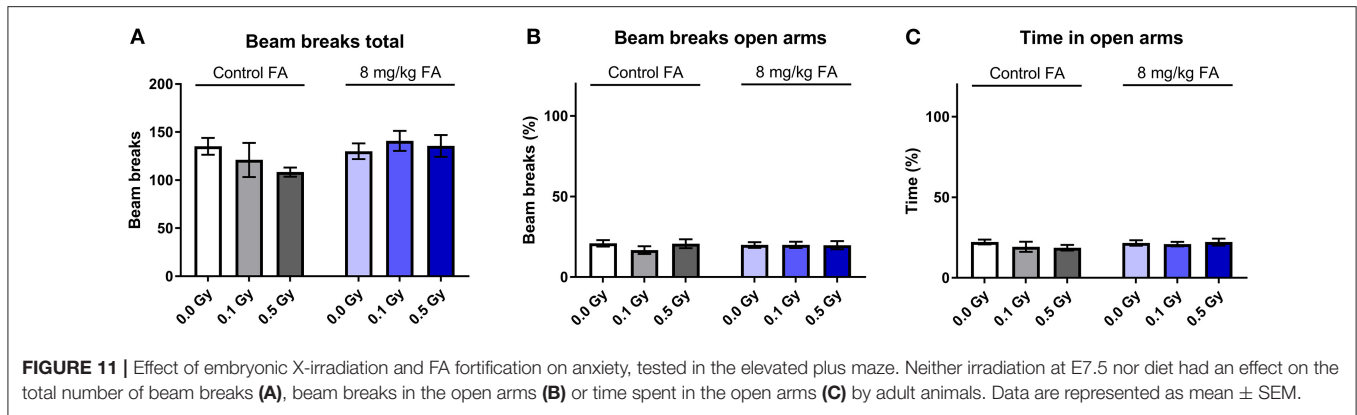 A Beam breaks total
Control FA 8 mg/kg FA
Beam breaks
200
150
100
50
0
0.0 Gy 0.1 Gy 0.5 Gy 0.0 Gy 0.1 Gy 0.5 Gy
B Beam breaks open arms
Control FA 8 mg/kg FA
Beam breaks (%)
100
50
0
0.0 Gy 0.1 Gy 0.5 Gy 0.0 Gy 0.1 Gy 0.5 Gy
C Time in open arms
Control FA 8 mg/kg FA
Time (%)
100
50
0
0.0 Gy 0.1 Gy 0.5 Gy 0.0 Gy 0.1 Gy 0.5 Gy
FIGURE 11 | Effect of embryonic X-irradiation and FA fortification on anxiety, tested in the elevated plus maze. Neither irradiation at E7.5 nor diet had an effect on the
total number of beam breaks (A), beam breaks in the open arms (B) or time spent in the open arms (C) by adult animals. Data are represented as mean ± SEM.